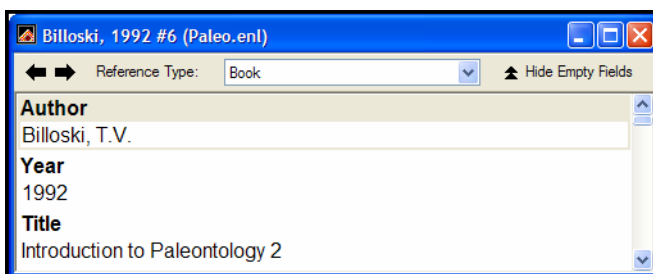 Billoski, 1992 #6 (Paleo.enl)
Reference Type: Book Hide Empty Fields
Author
Billoski, T.V.
Year
1992
Title
Introduction to Paleontology 2